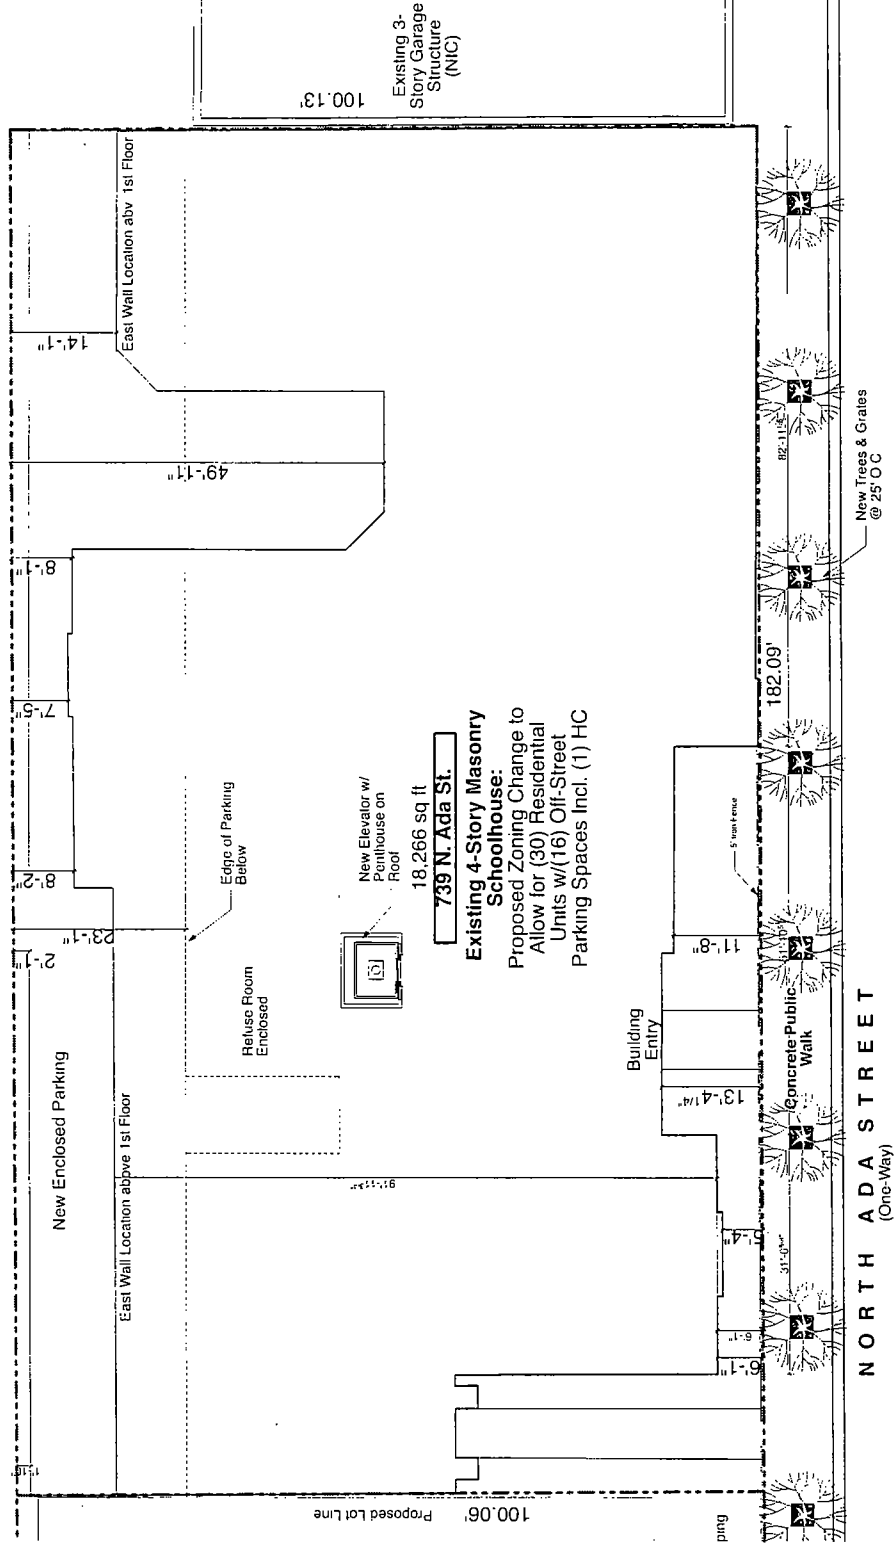 Existing 3-
Story Garage
Structure
(NIC)
100.13'
East Wall Location abv 1st Floor
14'-1"
49'-11"
8'-1"
7'-5"
8'-2"
23'-1"
2'-1"
New Enclosed Parking
East Wall Location above 1st Floor
1'-10"
Edge of Parking
Below
Refuse Room
Enclosed
New Elevator w/
Penthouse on
Roof
18,266 sq ft
739 N. Ada St.
Existing 4-Story Masonry
Schoolhouse:
Proposed Zoning Change to
Allow for (30) Residential
Units w/(16) Off-Street
Parking Spaces Incl. (1) HC
Building
Entry
13'-4 1/4"
11'-8"
5' Iron Fence
Concrete Public
Walk
5'-4"
6'-1"
6'-1"
182.09'
New Trees & Grates
@ 25' O C
Proposed Lot Line
100.06'
ping
NORTH ADA STREET
(One-Way)